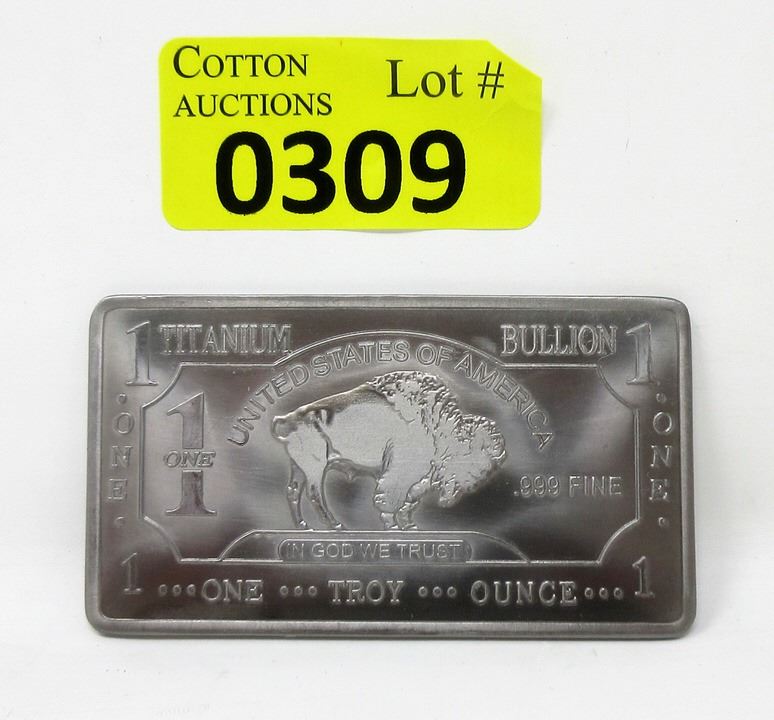 COTTON
AUCTIONS
Lot #
0309
1 TITANIUM BULLION 1
UNITED STATES OF AMERICA
• ONE •
1
ONE
.999 FINE
• ONE •
IN GOD WE TRUST
1 ••• ONE ••• TROY ••• OUNCE ••• 1